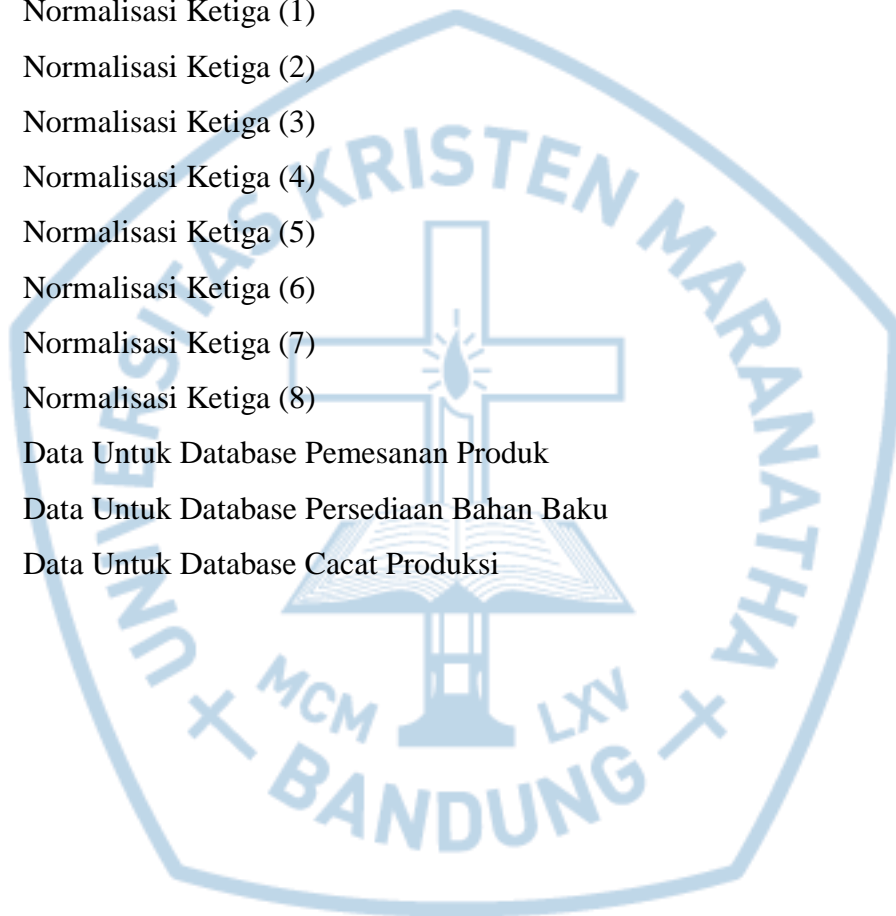 Normalisasi Ketiga (1)
Normalisasi Ketiga (2)
Normalisasi Ketiga (3)
Normalisasi Ketiga (4)
Normalisasi Ketiga (5)
Normalisasi Ketiga (6)
Normalisasi Ketiga (7)
Normalisasi Ketiga (8)
Data Untuk Database Pemesanan Produk
Data Untuk Database Persediaan Bahan Baku
Data Untuk Database Cacat Produksi
UNIVERSITAS KRISTEN MARANATHA
MCM LXV
BANDUNG